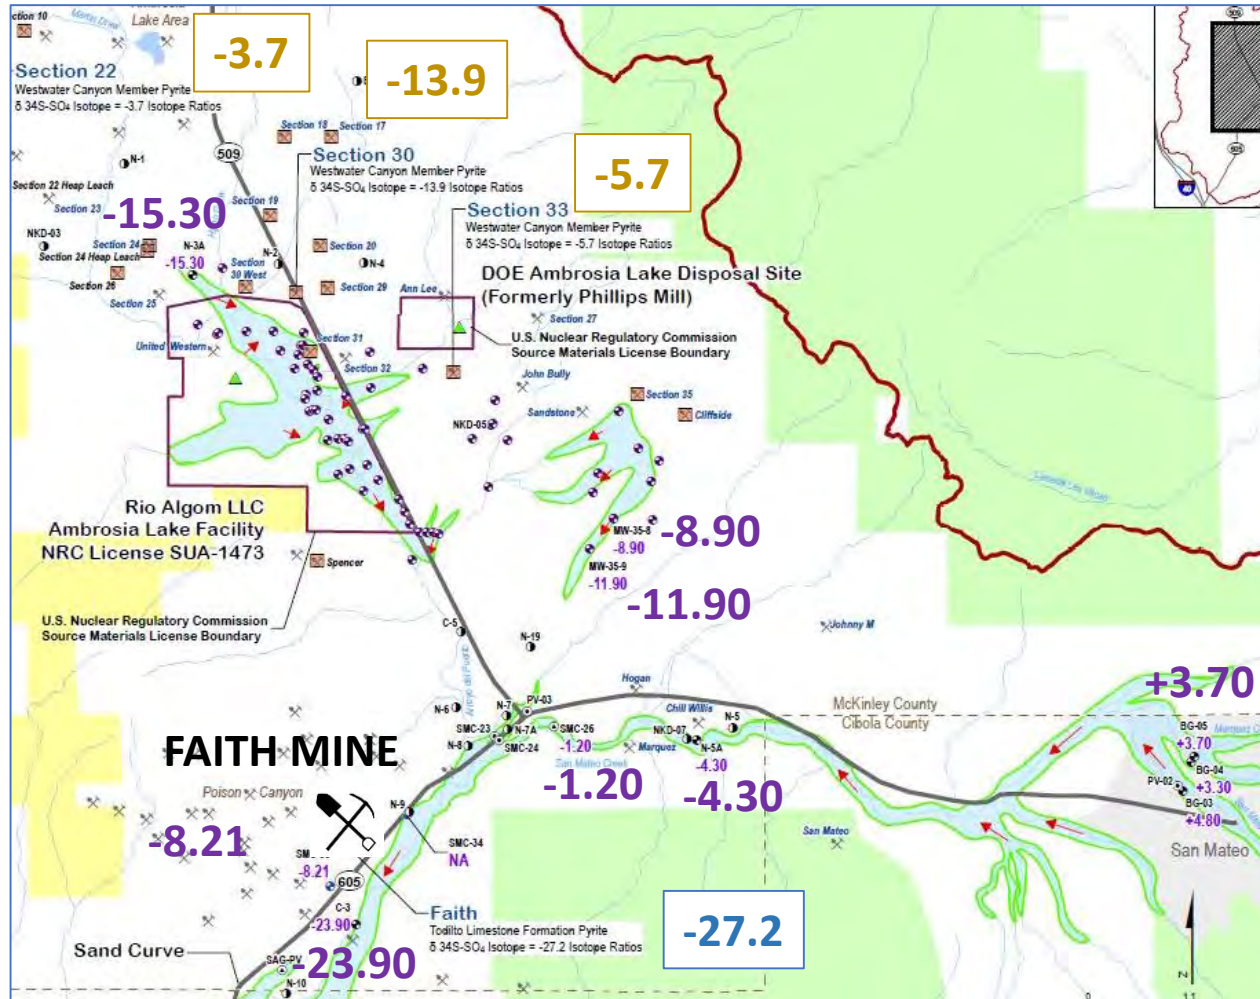 ction 10
Martin Draw
Lake Area
-3.7
-13.9
509
605
40
Section 22
Westwater Canyon Member Pyrite
δ 34S-SO₄ Isotope = -3.7 Isotope Ratios
Section 18
Section 17
509
N-1
Section 30
Westwater Canyon Member Pyrite
δ 34S-SO₄ Isotope = -13.9 Isotope Ratios
-5.7
Section 22 Heap Leach
Section 23
-15.30
Section 19
Section 33
Westwater Canyon Member Pyrite
δ 34S-SO₄ Isotope = -5.7 Isotope Ratios
NKD-03
Section 24
Section 24 Heap Leach
N-3A
-15.30
N-2
Section 20
N-4
Section 26
Section 25
Section
30 West
Section 29
Ann Lee
DOE Ambrosia Lake Disposal Site
(Formerly Phillips Mill)
Section 27
U.S. Nuclear Regulatory Commission
Source Materials License Boundary
United Western
Section 31
Section 32
John Bully
Section 35
Sandstone
Cliffside
NKD-05
Rio Algom LLC
Ambrosia Lake Facility
NRC License SUA-1473
MW-35-8
-8.90
-8.90
MW-35-9
-11.90
-11.90
Spencer
U.S. Nuclear Regulatory Commission
Source Materials License Boundary
C-5
N-19
Johnny M
Arroyo del Puerto
Hogan
+3.70
McKinley County
Cibola County
N-6
N-7
PV-03
Chill Willis
N-5
SMC-23
N-7A
SMC-26
NKD-07
BG-05
+3.70
FAITH MINE
N-8
SMC-24
-1.20
Marquez
N-5A
-4.30
San Mateo Creek
BG-04
+3.30
PV-02
-1.20
-4.30
BG-03
+4.80
Poison Canyon
N-9
San Mateo
San Mateo
-8.21
SMC-34
NA
-8.21
605
C-3
-23.90
Faith
Todilto Limestone Formation Pyrite
δ 34S-SO₄ Isotope = -27.2 Isotope Ratios
-27.2
Sand Curve
-23.90
SAG-PV
N-10
N